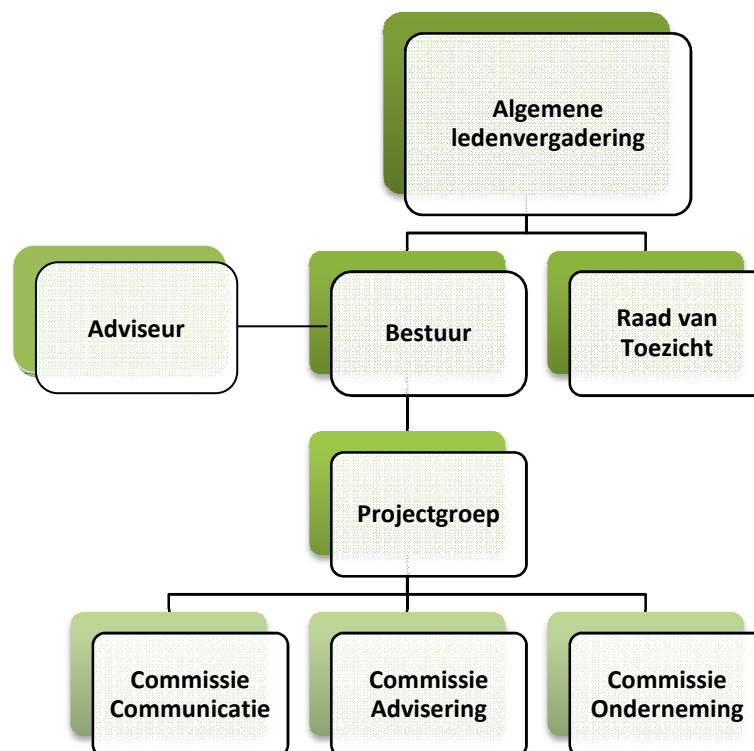 Algemene
ledenvergadering
Adviseur
Bestuur
Raad van
Toezicht
Projectgroep
Commissie
Communicatie
Commissie
Advisering
Commissie
Onderneming